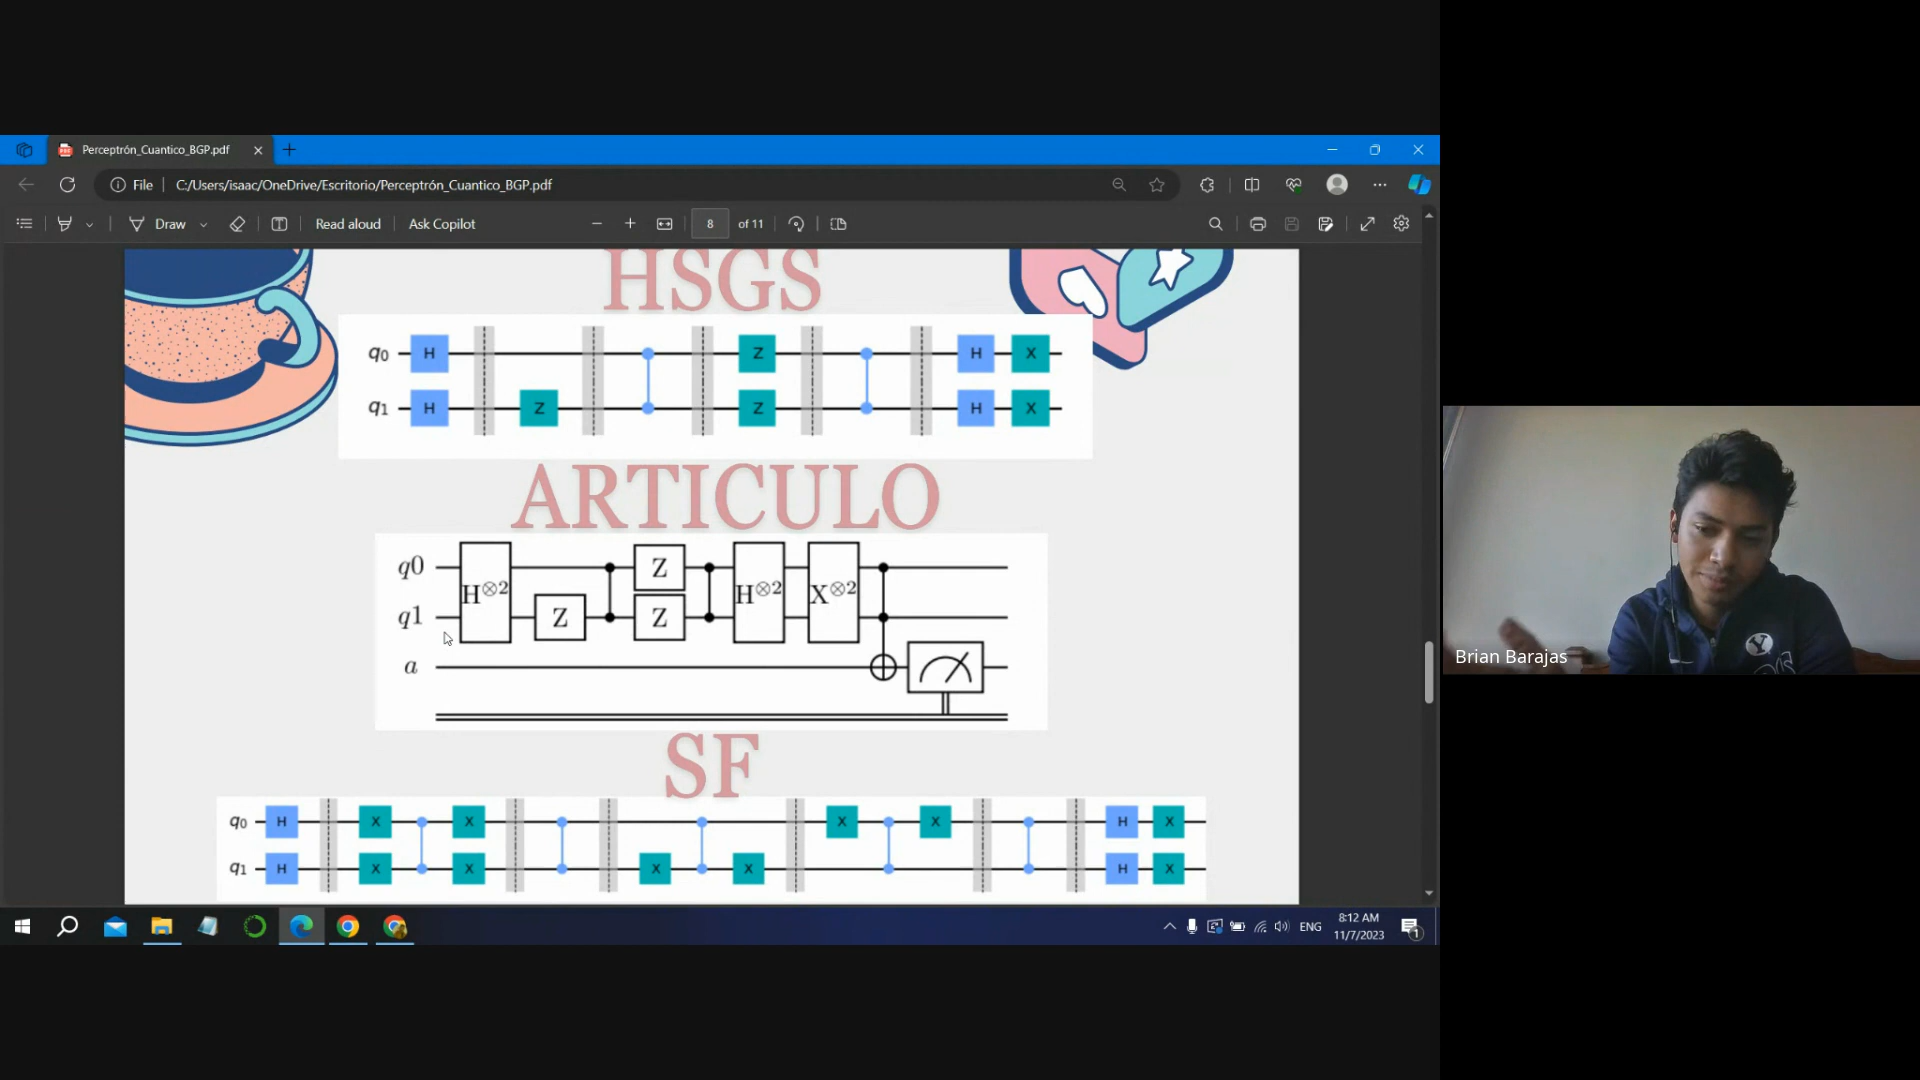 Perceptrón_Cuantico_BGP.pdf
File C:/Users/isaac/OneDrive/Escritorio/Perceptrón_Cuantico_BGP.pdf
Draw Read aloud Ask Copilot 8 of 11
HSGS
q0 H Z H X
q1 H Z Z H X
ARTICULO
q0 H⊗2 Z H⊗2 X⊗2
q1 Z Z
a
SF
q0 H X X X X H X
q1 H X X X X H X
Brian Barajas
ENG
8:12 AM
11/7/2023
1